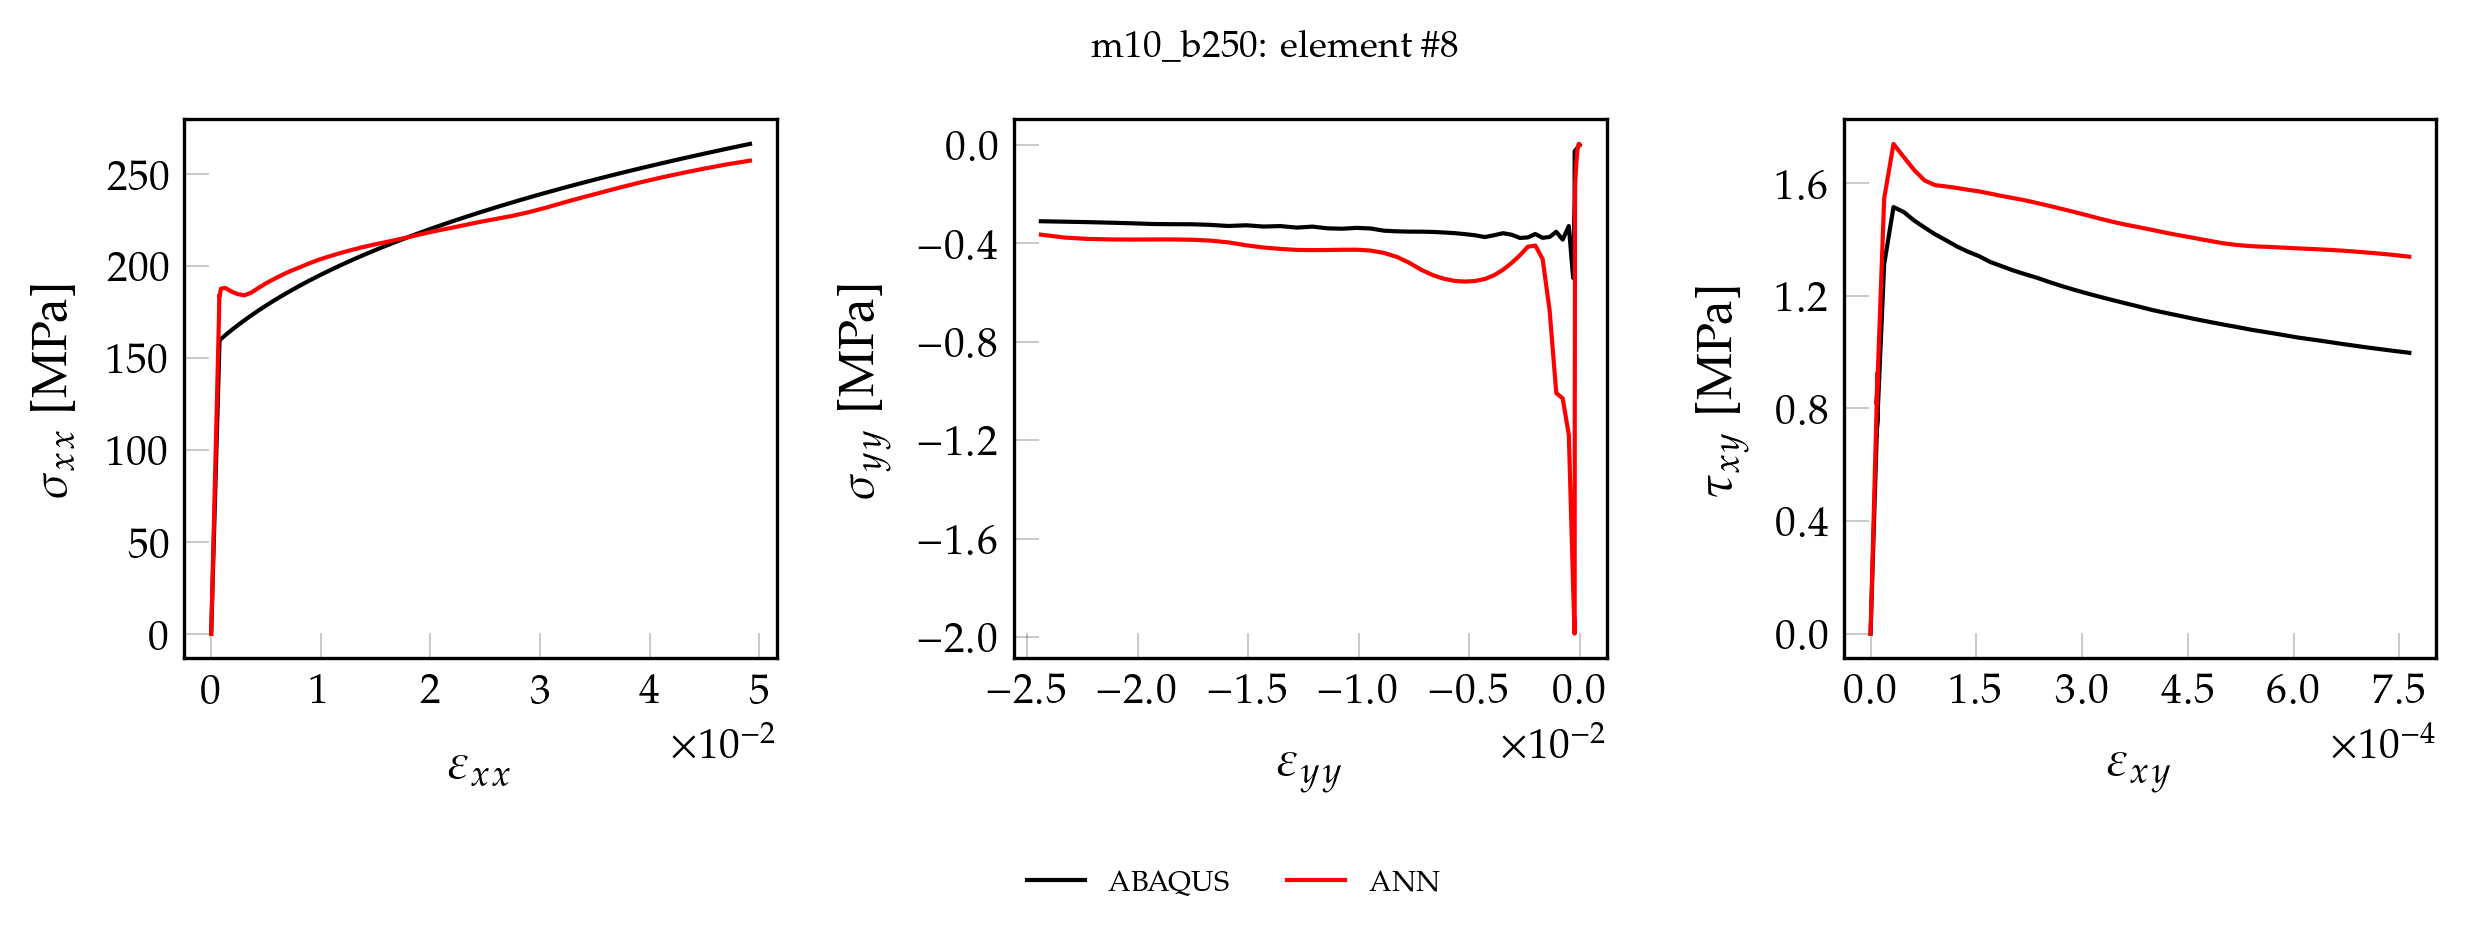 m10_b250: element #8
σxx [MPa]
250
200
150
100
50
0
0 1 2 3 4 5
×10−2
εxx
σyy [MPa]
0.0
−0.4
−0.8
−1.2
−1.6
−2.0
−2.5 −2.0 −1.5 −1.0 −0.5 0.0
×10−2
εyy
τxy [MPa]
1.6
1.2
0.8
0.4
0.0
0.0 1.5 3.0 4.5 6.0 7.5
×10−4
εxy
ABAQUS ANN